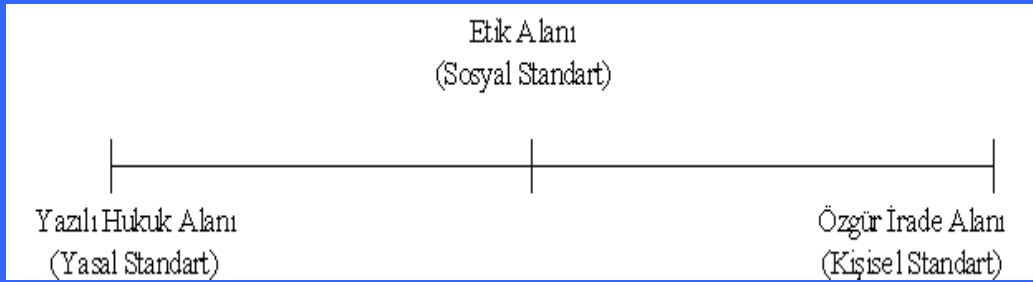 Etik Alanı
(Sosyal Standart)
Yazılı Hukuk Alanı
(Yasal Standart)
Özgür İrade Alanı
(Kişisel Standart)